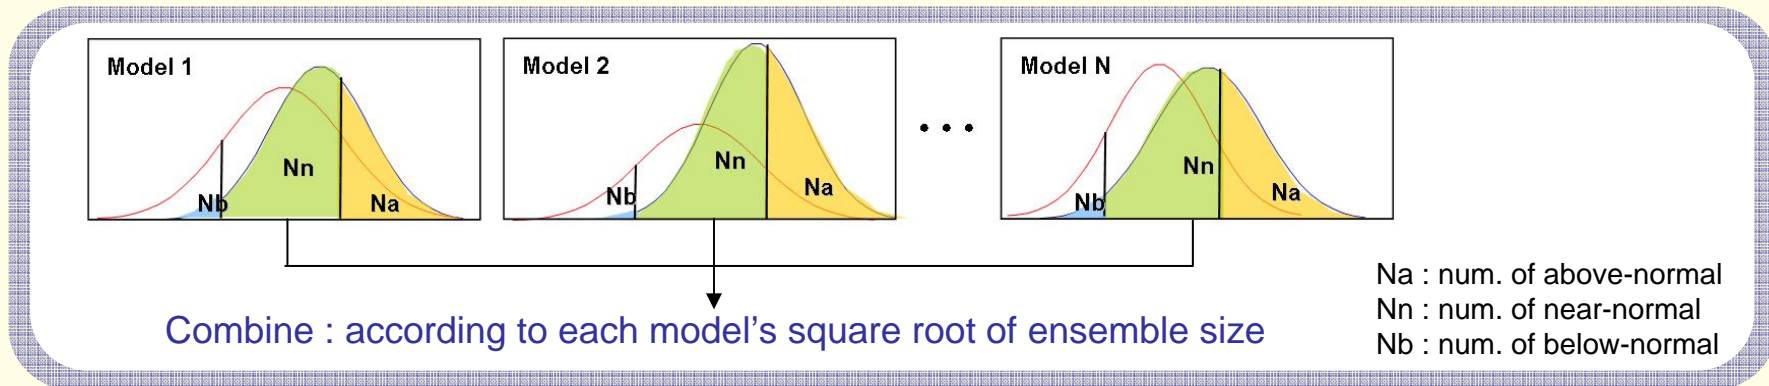 Model 1
Nb
Nn
Na
Model 2
Nb
Nn
Na
• • •
Model N
Nb
Nn
Na
Combine : according to each model's square root of ensemble size
Na : num. of above-normal
Nn : num. of near-normal
Nb : num. of below-normal